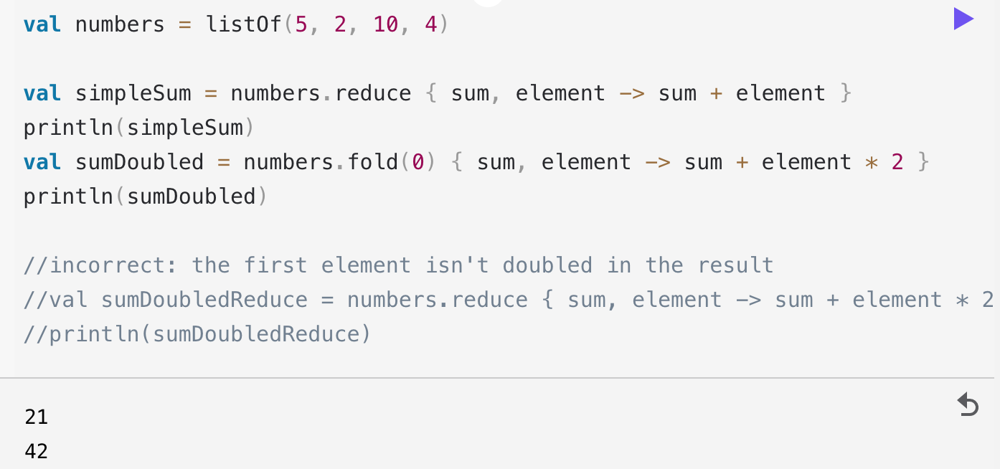 val numbers = listOf(5, 2, 10, 4)
val simpleSum = numbers.reduce { sum, element -> sum + element }
println(simpleSum)
val sumDoubled = numbers.fold(0) { sum, element -> sum + element * 2 }
println(sumDoubled)
//incorrect: the first element isn't doubled in the result
//val sumDoubledReduce = numbers.reduce { sum, element -> sum + element * 2
//println(sumDoubledReduce)
21
42